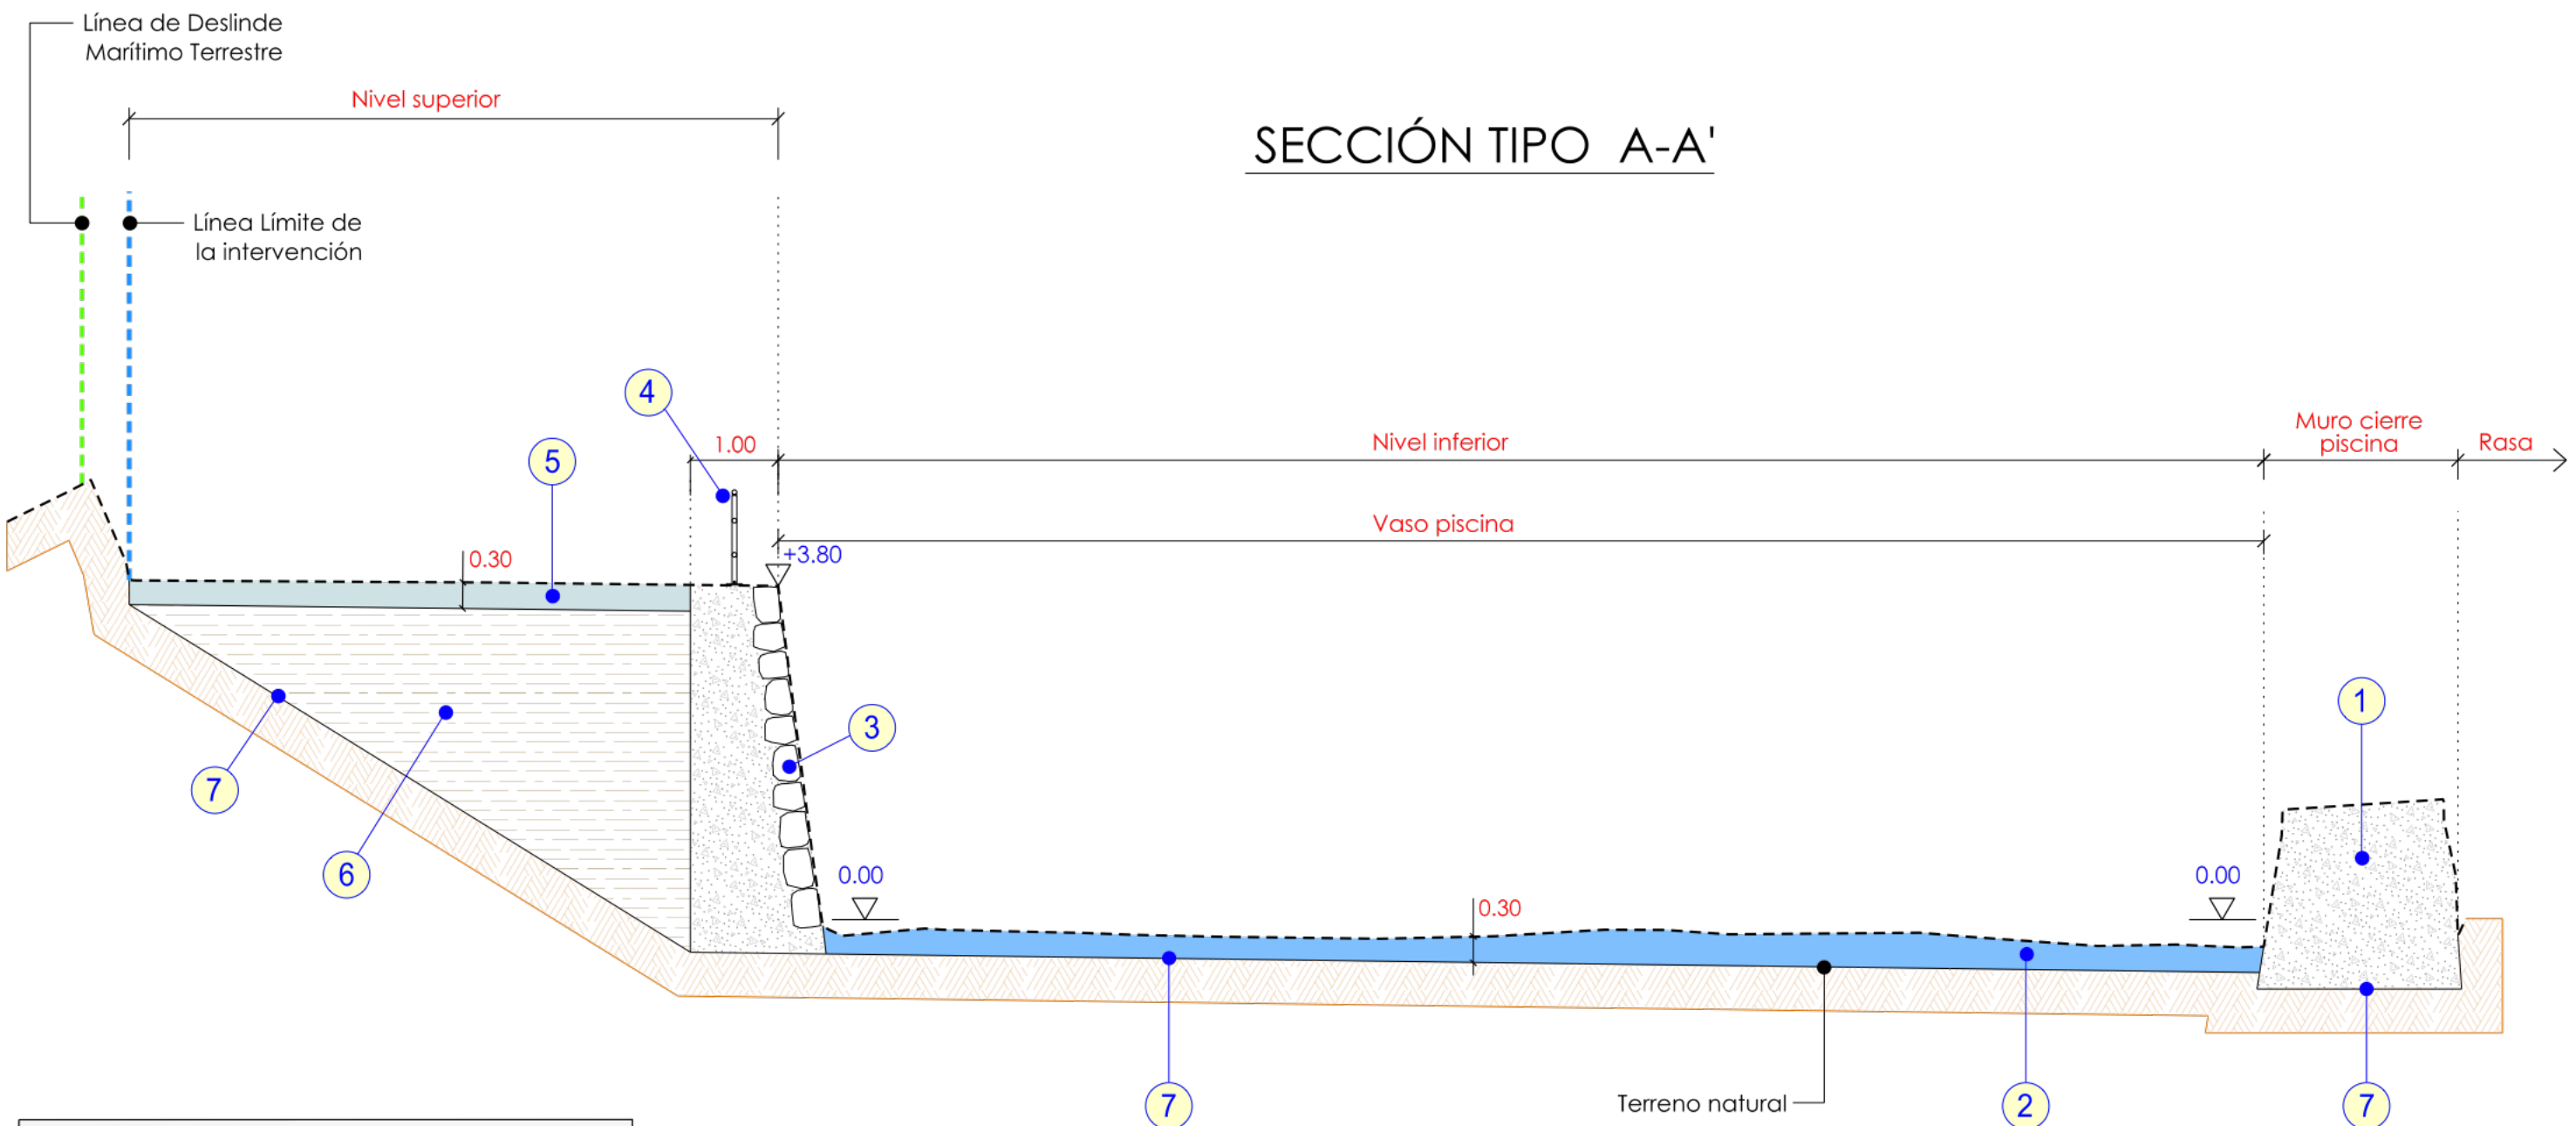 Línea de Deslinde
Marítimo Terrestre
Nivel superior
SECCIÓN TIPO A-A'
Línea Límite de
la intervención
4
5
1.00
Nivel inferior
Muro cierre
piscina
Rasa
Vaso piscina
+3.80
0.30
1
3
7
6
0.00
0.00
0.30
7
Terreno natural
2
7